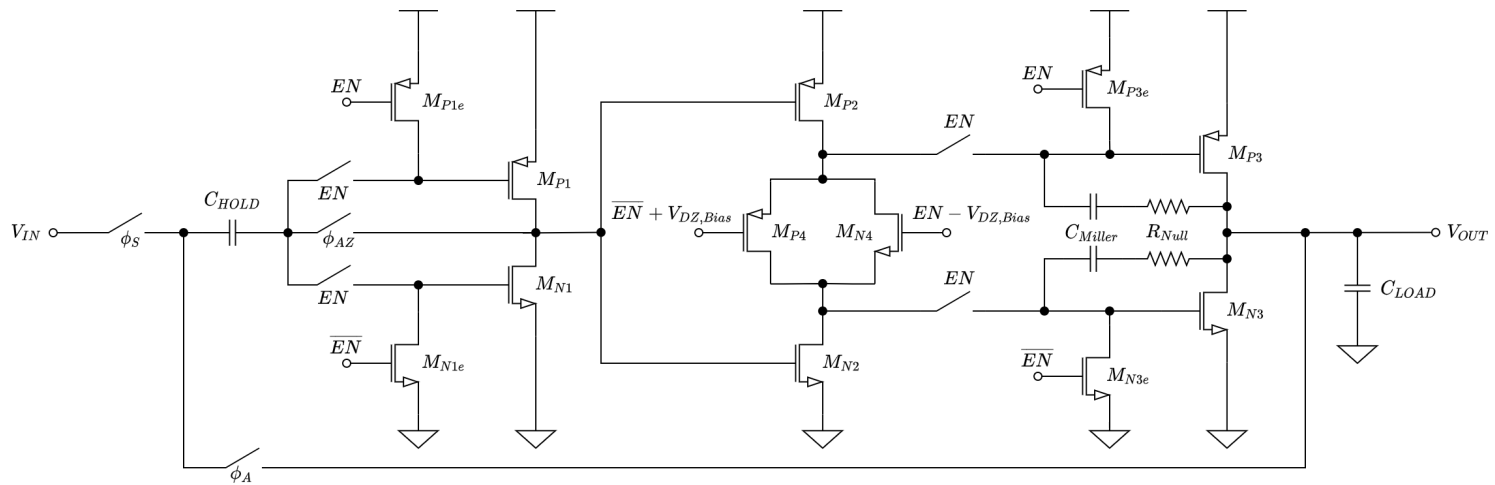 EN
M_{P1e}
M_{P1}
EN
C_{HOLD}
V_{IN}
\phi_S
\phi_{AZ}
EN
M_{N1}
\overline{EN}
M_{N1e}
\phi_A
M_{P2}
\overline{EN} + V_{DZ,Bias}
M_{P4}
M_{N4}
EN - V_{DZ,Bias}
M_{N2}
EN
EN
EN
M_{P3e}
M_{P3}
C_{Miller}
R_{Null}
V_{OUT}
C_{LOAD}
M_{N3}
\overline{EN}
M_{N3e}